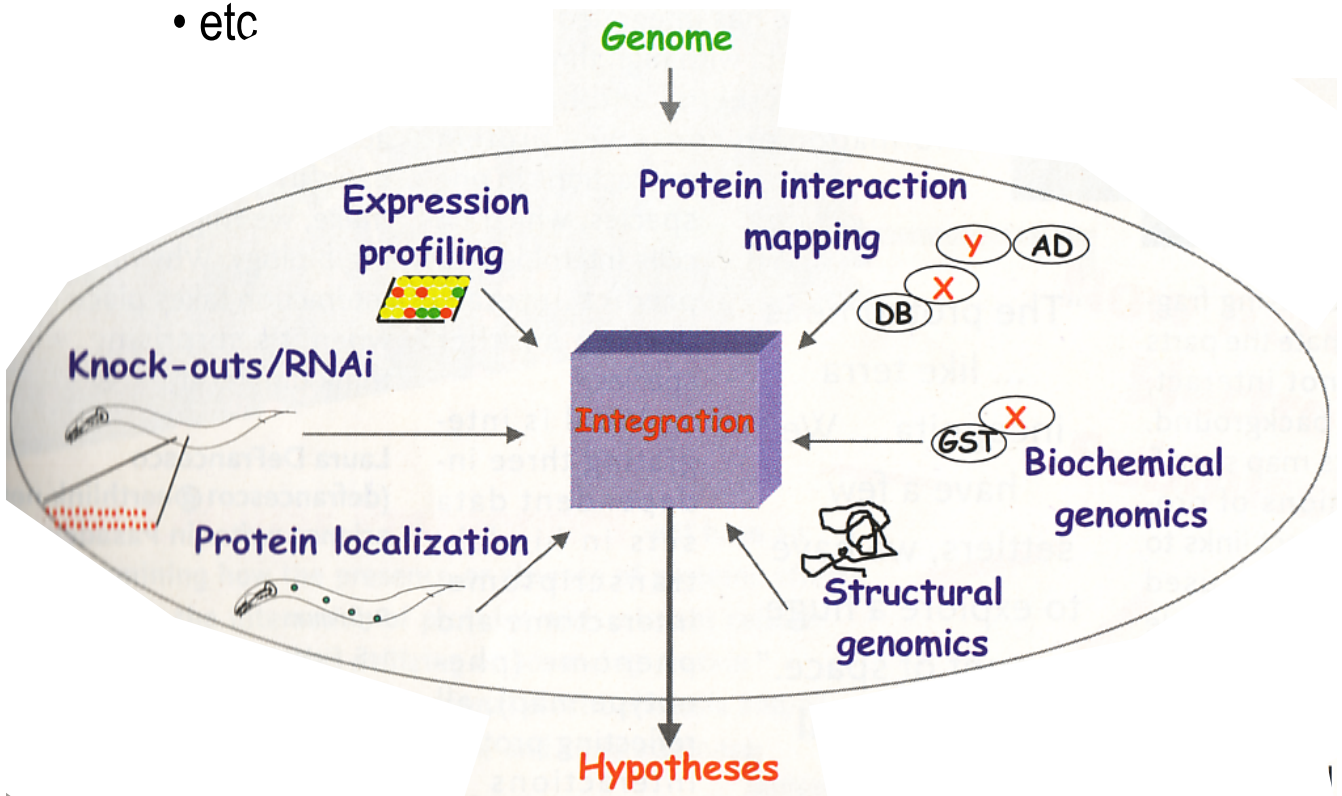 • etc
Genome
Expression
profiling
Protein interaction
mapping
Y
AD
X
DB
Knock-outs/RNAi
Integration
X
GST
Biochemical
genomics
Protein localization
Structural
genomics
Hypotheses